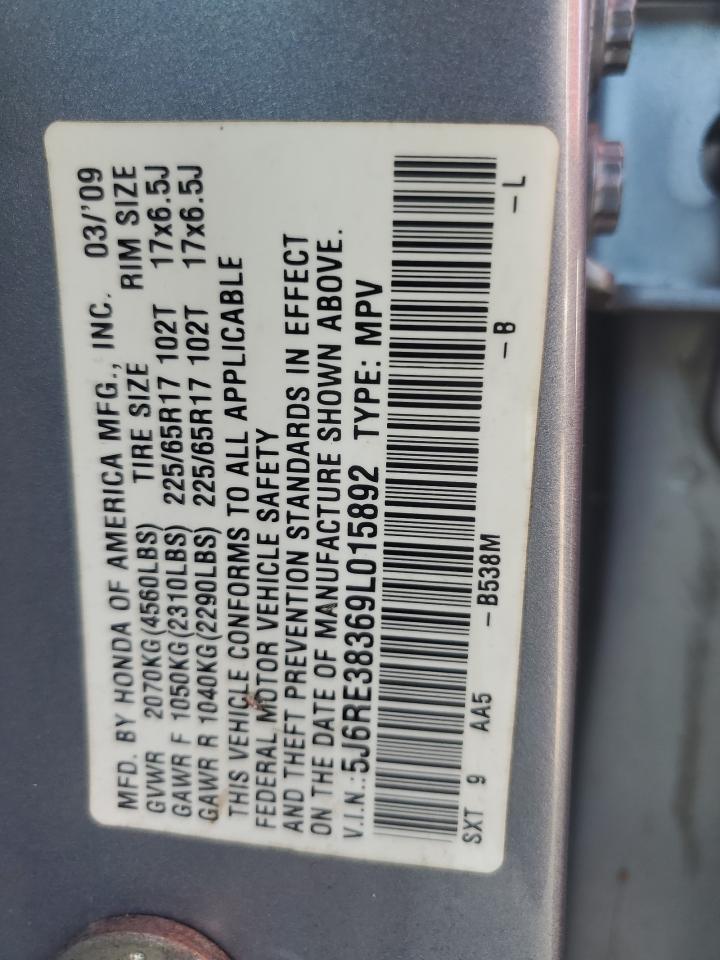 MFD. BY HONDA OF AMERICA MFG., INC. 03/'09
GVWR 2070KG(4560LBS) TIRE SIZE RIM SIZE
GAWR F 1050KG(2310LBS) 225/65R17 102T 17x6.5J
GAWR R 1040KG(2290LBS) 225/65R17 102T 17x6.5J
THIS VEHICLE CONFORMS TO ALL APPLICABLE
FEDERAL MOTOR VEHICLE SAFETY
AND THEFT PREVENTION STANDARDS IN EFFECT
ON THE DATE OF MANUFACTURE SHOWN ABOVE.
V.I.N.:5J6RE38369L015892 TYPE: MPV
SXT 9 AA5 -B538M -B -L